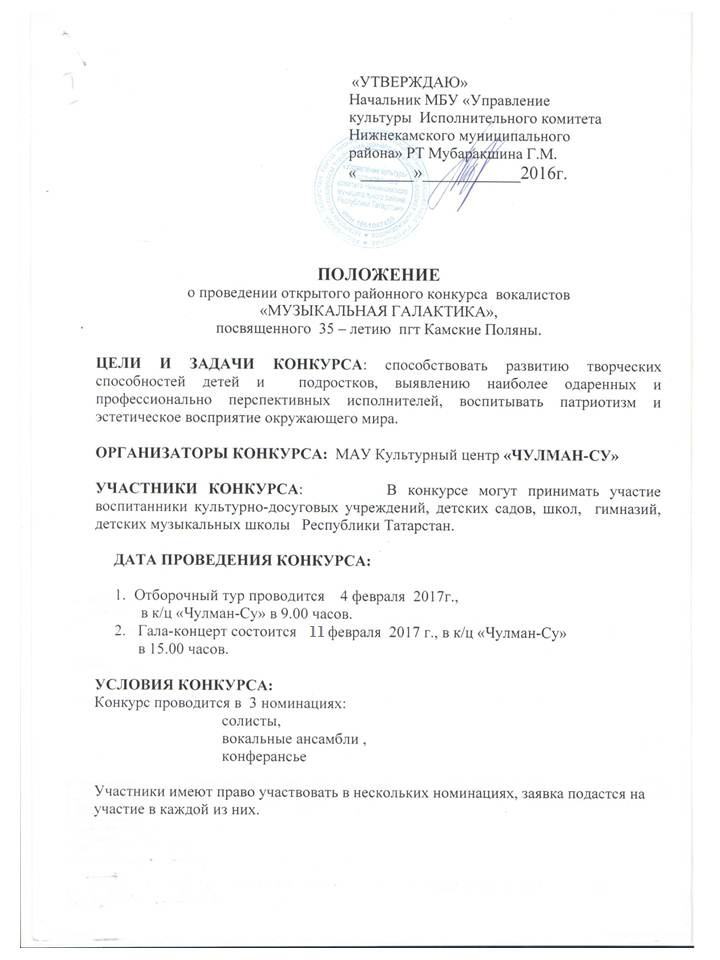 «УТВЕРЖДАЮ»
Начальник МБУ «Управление
культуры Исполнительного комитета
Нижнекамского муниципального
района» РТ Мубаракшина Г.М.
« _______»____________2016г.
ПОЛОЖЕНИЕ
о проведении открытого районного конкурса вокалистов
«МУЗЫКАЛЬНАЯ ГАЛАКТИКА»,
посвященного 35 – летию пгт Камские Поляны.
ЦЕЛИ И ЗАДАЧИ КОНКУРСА: способствовать развитию творческих
способностей детей и подростков, выявлению наиболее одаренных и
профессионально перспективных исполнителей, воспитывать патриотизм и
эстетическое восприятие окружающего мира.
ОРГАНИЗАТОРЫ КОНКУРСА: МАУ Культурный центр «ЧУЛМАН-СУ»
УЧАСТНИКИ КОНКУРСА: В конкурсе могут принимать участие
воспитанники культурно-досуговых учреждений, детских садов, школ, гимназий,
детских музыкальных школы Республики Татарстан.
ДАТА ПРОВЕДЕНИЯ КОНКУРСА:
1. Отборочный тур проводится 4 февраля 2017г.,
в к/ц «Чулман-Су» в 9.00 часов.
2. Гала-концерт состоится 11 февраля 2017 г., в к/ц «Чулман-Су»
в 15.00 часов.
УСЛОВИЯ КОНКУРСА:
Конкурс проводится в 3 номинациях:
солисты,
вокальные ансамбли ,
конферансье
Участники имеют право участвовать в нескольких номинациях, заявка подается на
участие в каждой из них.